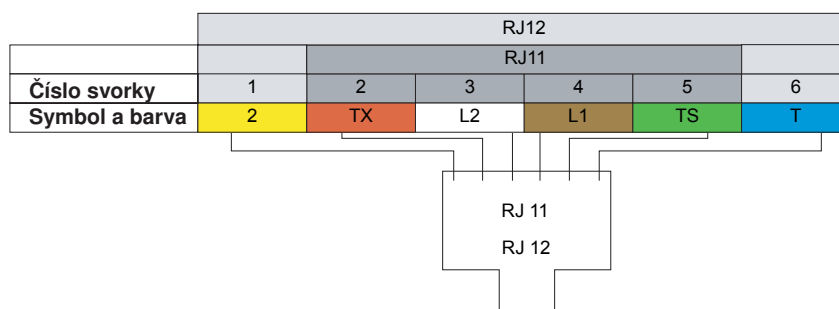 RJ12
RJ11
Číslo svorky 1 2 3 4 5 6
Symbol a barva 2 TX L2 L1 TS T
RJ 11
RJ 12